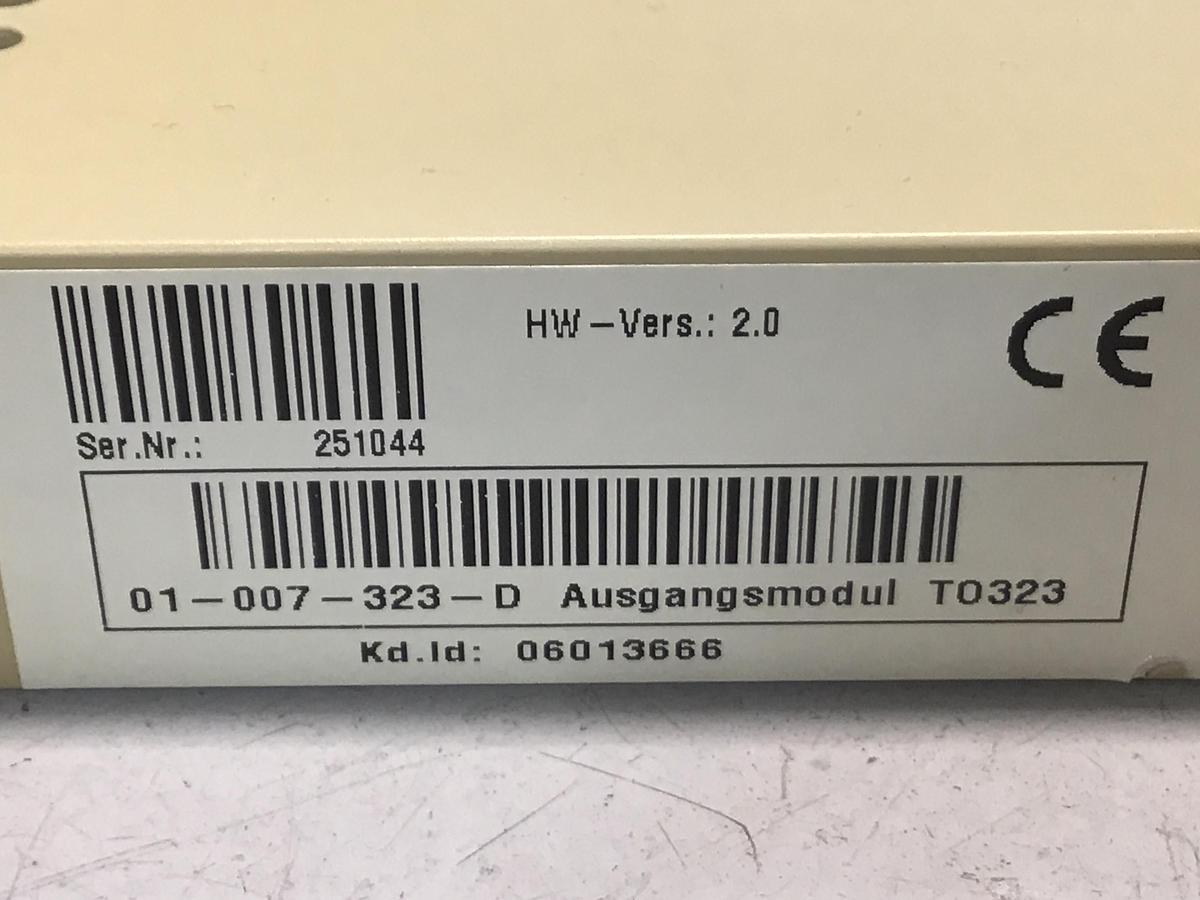 HW-Vers.: 2.0
CE
Ser.Nr.: 251044
01-007-323-D Ausgangsmodul TO323
Kd.Id: 06013666